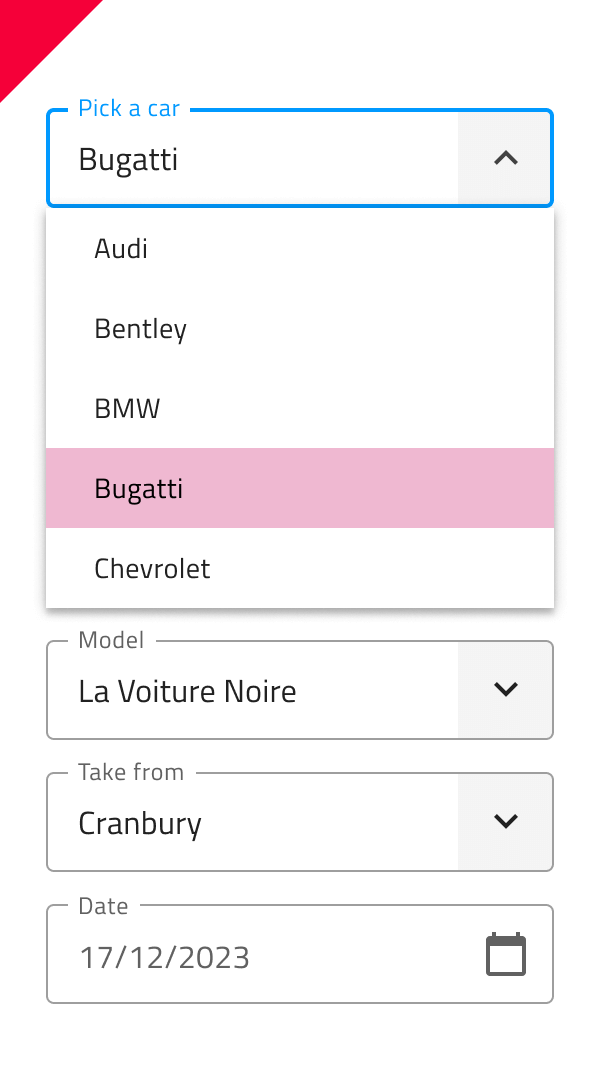 Pick a car
Bugatti
Audi
Bentley
BMW
Bugatti
Chevrolet
Model
La Voiture Noire
Take from
Cranbury
Date
17/12/2023